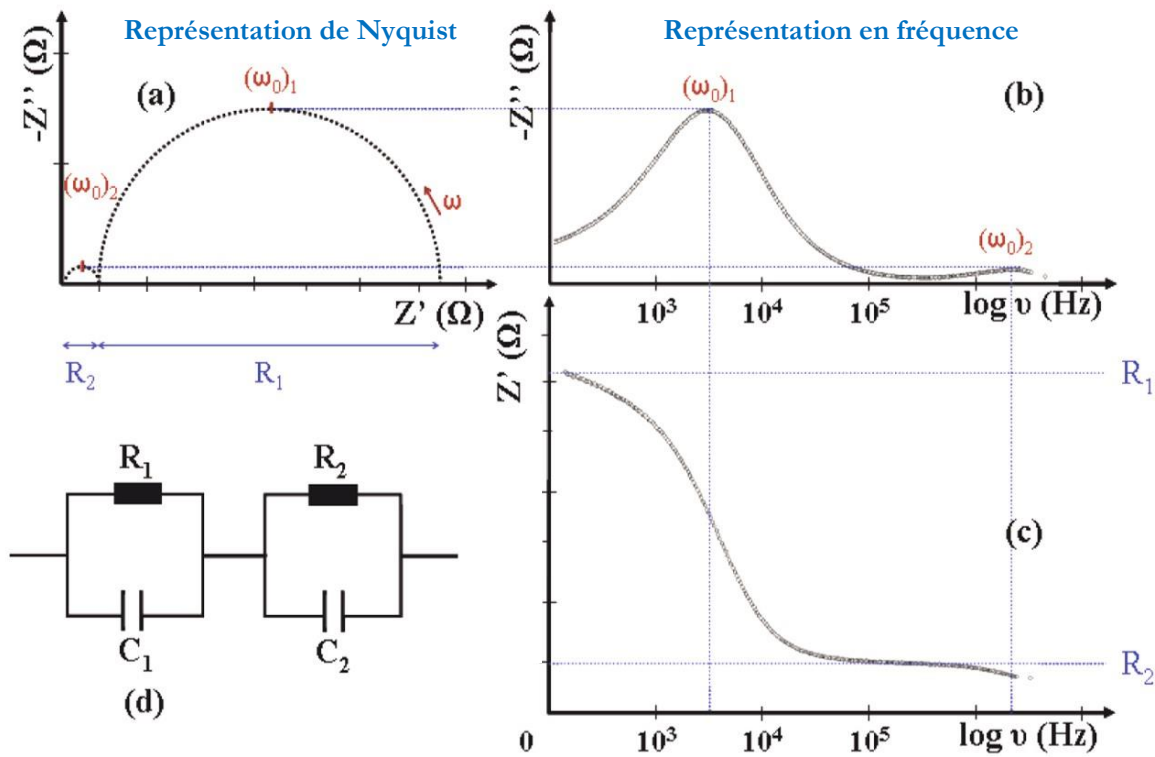 Représentation de Nyquist
Représentation en fréquence
-Z'' (Ω)
(a)
(ω₀)₁
(ω₀)₂
ω
Z' (Ω)
R₂
R₁
-Z'' (Ω)
(ω₀)₁
(b)
(ω₀)₂
10³
10⁴
10⁵
log υ (Hz)
Z' (Ω)
R₁
(c)
R₂
0
10³
10⁴
10⁵
log υ (Hz)
R₁
R₂
C₁
C₂
(d)